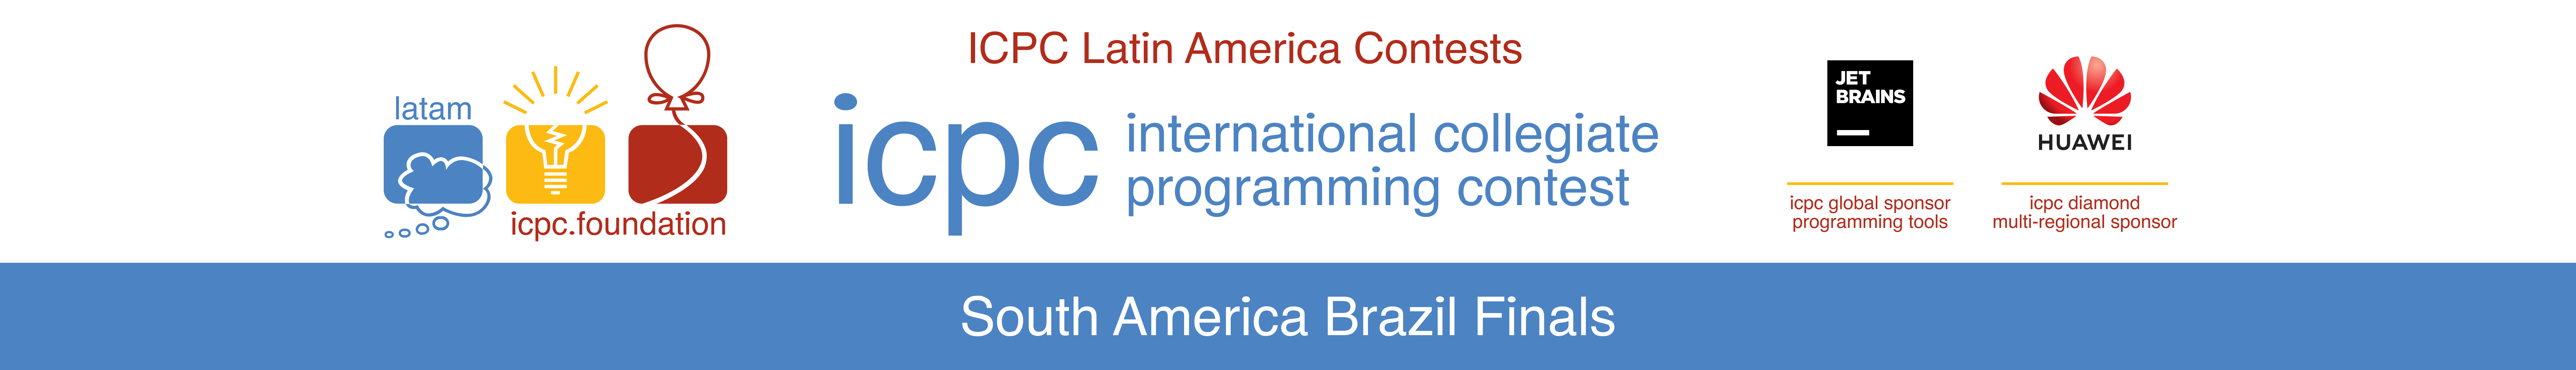 ICPC Latin America Contests
latam
icpc.foundation
icpc
international collegiate
programming contest
JET
BRAINS
icpc global sponsor
programming tools
HUAWEI
icpc diamond
multi-regional sponsor
South America Brazil Finals